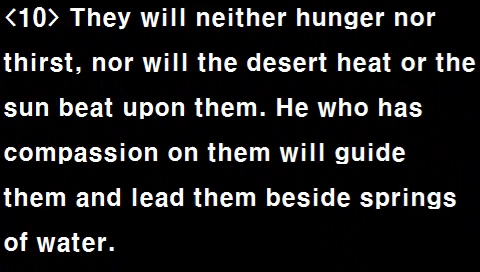 <10> They will neither hunger nor
thirst, nor will the desert heat or the
sun beat upon them. He who has
compassion on them will guide
them and lead them beside springs
of water.